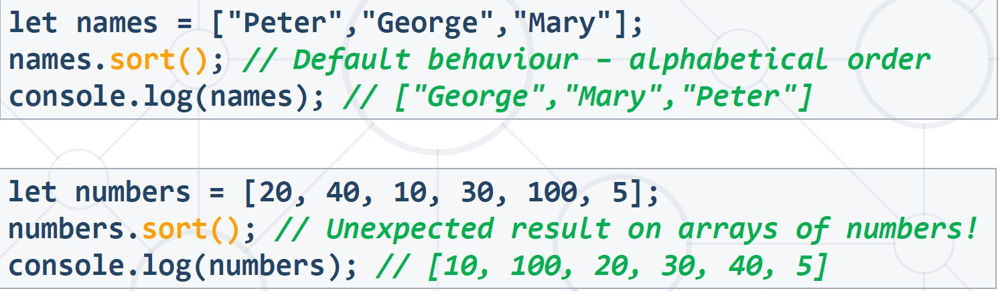 let names = ["Peter","George","Mary"];
names.sort(); // Default behaviour – alphabetical order
console.log(names); // ["George","Mary","Peter"]
let numbers = [20, 40, 10, 30, 100, 5];
numbers.sort(); // Unexpected result on arrays of numbers!
console.log(numbers); // [10, 100, 20, 30, 40, 5]